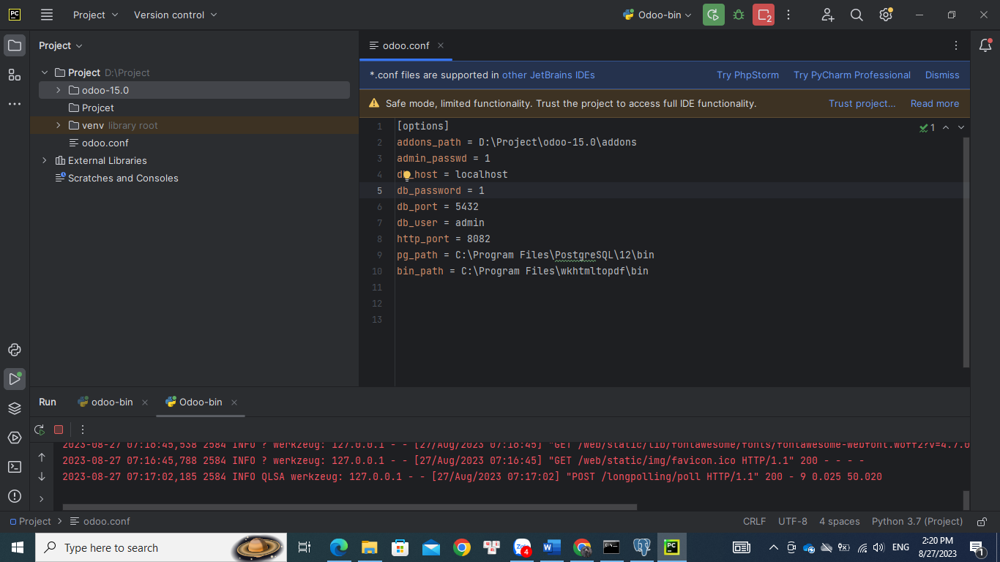 PC
Project
Version control
Odoo-bin
2
Project
odoo.conf
*.conf files are supported in other JetBrains IDEs
Try PhpStorm
Try PyCharm Professional
Dismiss
Safe mode, limited functionality. Trust the project to access full IDE functionality.
Trust project...
Read more
Project D:\Project
odoo-15.0
Projcet
venv library root
odoo.conf
External Libraries
Scratches and Consoles
1 [options]
1
2 addons_path = D:\Project\odoo-15.0\addons
3 admin_passwd = 1
4 db_host = localhost
5 db_password = 1
6 db_port = 5432
7 db_user = admin
8 http_port = 8082
9 pg_path = C:\Program Files\PostgreSQL\12\bin
10 bin_path = C:\Program Files\wkhtmltopdf\bin
11
12
13
Run
odoo-bin
Odoo-bin
2023-08-27 07:16:45,538 2584 INFO ? werkzeug: 127.0.0.1 - - [27/Aug/2023 07:16:45] "GET /web/static/lib/fontawesome/fonts/fontawesome-webfont.woff2?v=4.7.0
2023-08-27 07:16:45,788 2584 INFO ? werkzeug: 127.0.0.1 - - [27/Aug/2023 07:16:45] "GET /web/static/img/favicon.ico HTTP/1.1" 200 - - - -
2023-08-27 07:17:02,185 2584 INFO QLSA werkzeug: 127.0.0.1 - - [27/Aug/2023 07:17:02] "POST /longpolling/poll HTTP/1.1" 200 - 9 0.025 50.020
Project
odoo.conf
CRLF
UTF-8
4 spaces
Python 3.7 (Project)
Type here to search
4
PC
ENG
2:20 PM
8/27/2023
1